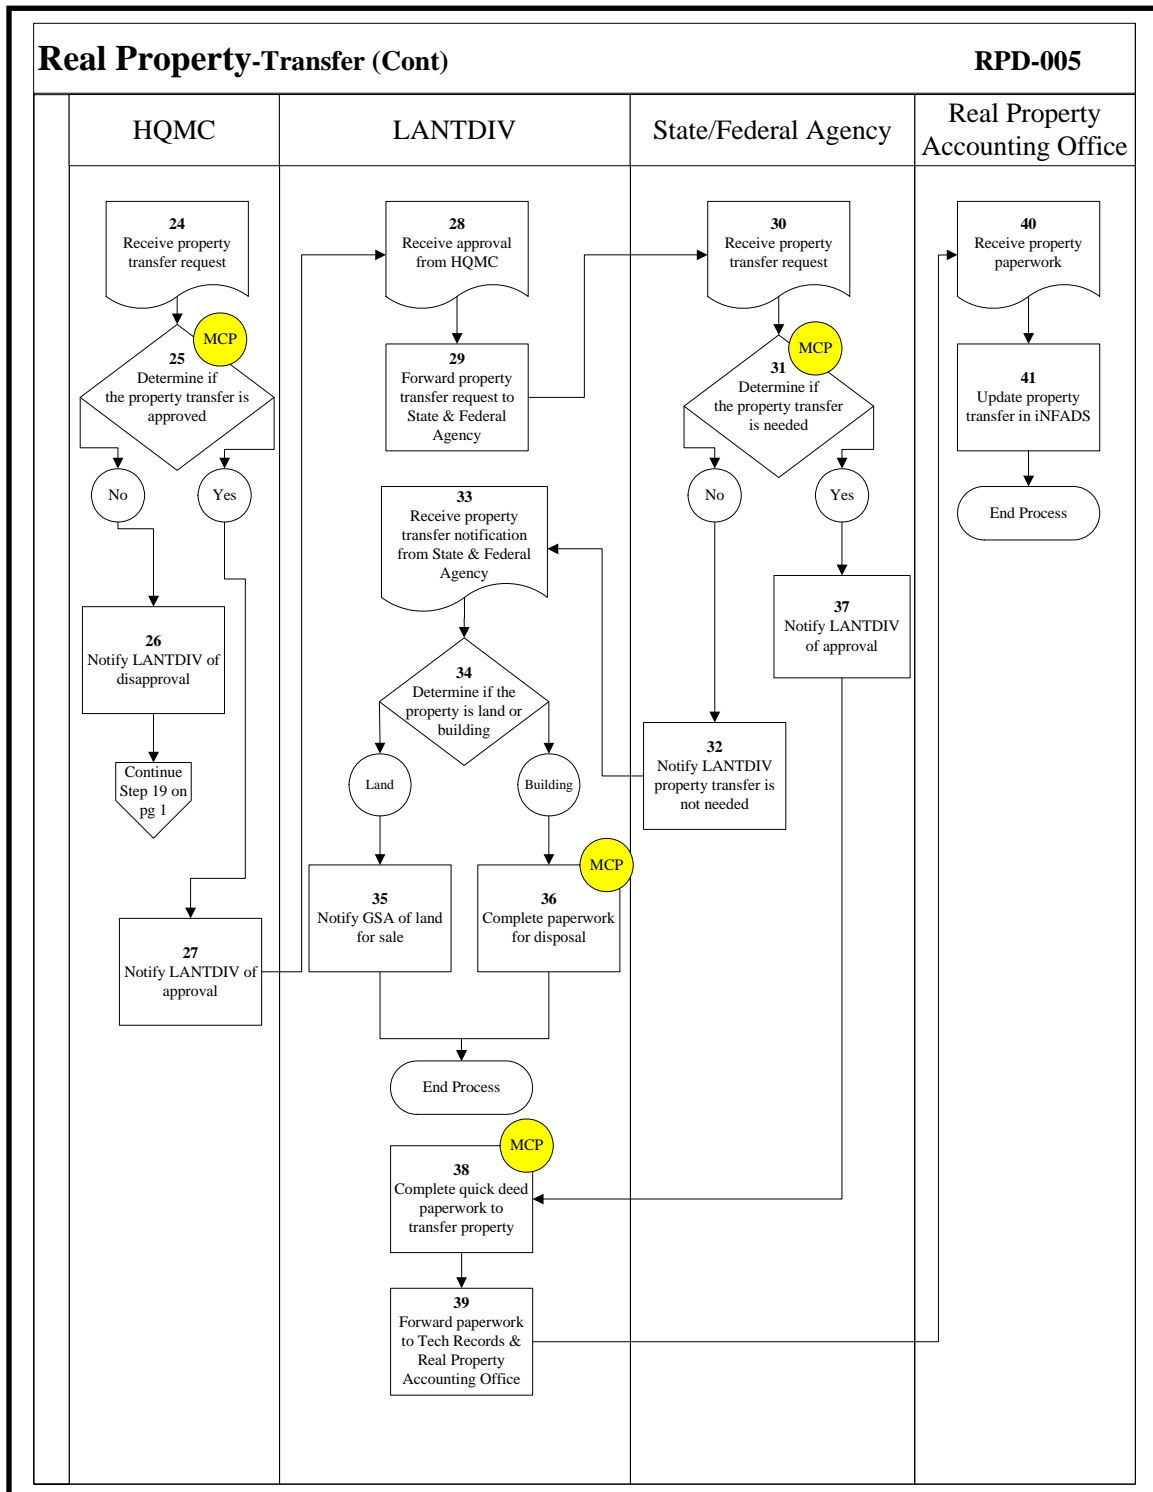 Real Property-Transfer (Cont)
RPD-005
HQMC
LANTDIV
State/Federal Agency
Real Property
Accounting Office
24
Receive property
transfer request
MCP
25
Determine if
the property transfer is
approved
No
Yes
26
Notify LANTDIV of
disapproval
Continue
Step 19 on
pg 1
27
Notify LANTDIV of
approval
28
Receive approval
from HQMC
29
Forward property
transfer request to
State & Federal
Agency
33
Receive property
transfer notification
from State & Federal
Agency
34
Determine if the
property is land or
building
Land
Building
35
Notify GSA of land
for sale
MCP
36
Complete paperwork
for disposal
End Process
MCP
38
Complete quick deed
paperwork to
transfer property
39
Forward paperwork
to Tech Records &
Real Property
Accounting Office
30
Receive property
transfer request
MCP
31
Determine if
the property transfer
is needed
No
Yes
37
Notify LANTDIV
of approval
32
Notify LANTDIV
property transfer is
not needed
40
Receive property
paperwork
41
Update property
transfer in iNFADS
End Process